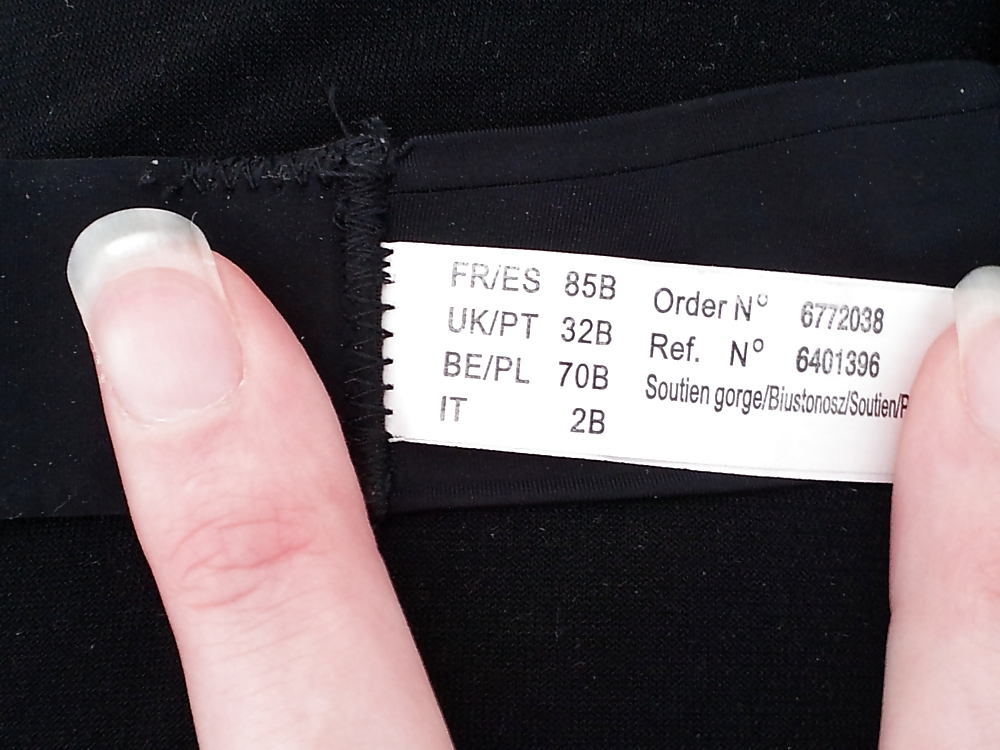 FR/ES 85B
UK/PT 32B
BE/PL 70B
IT 2B
Order N° 6772038
Ref. N° 6401396
Soutien gorge/Biustonosz/Soutien/